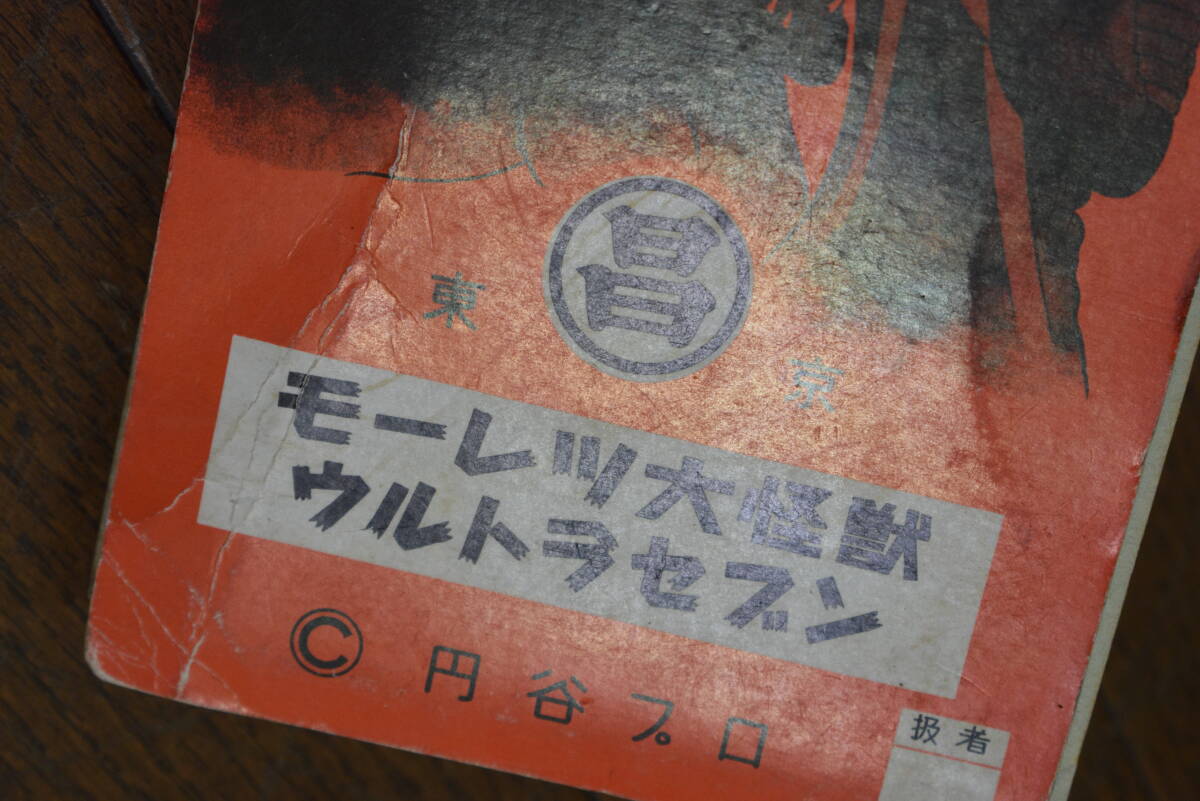 昌
東 京
モーレツ大怪獣
ウルトラセブン
© 円谷プロ
扱者